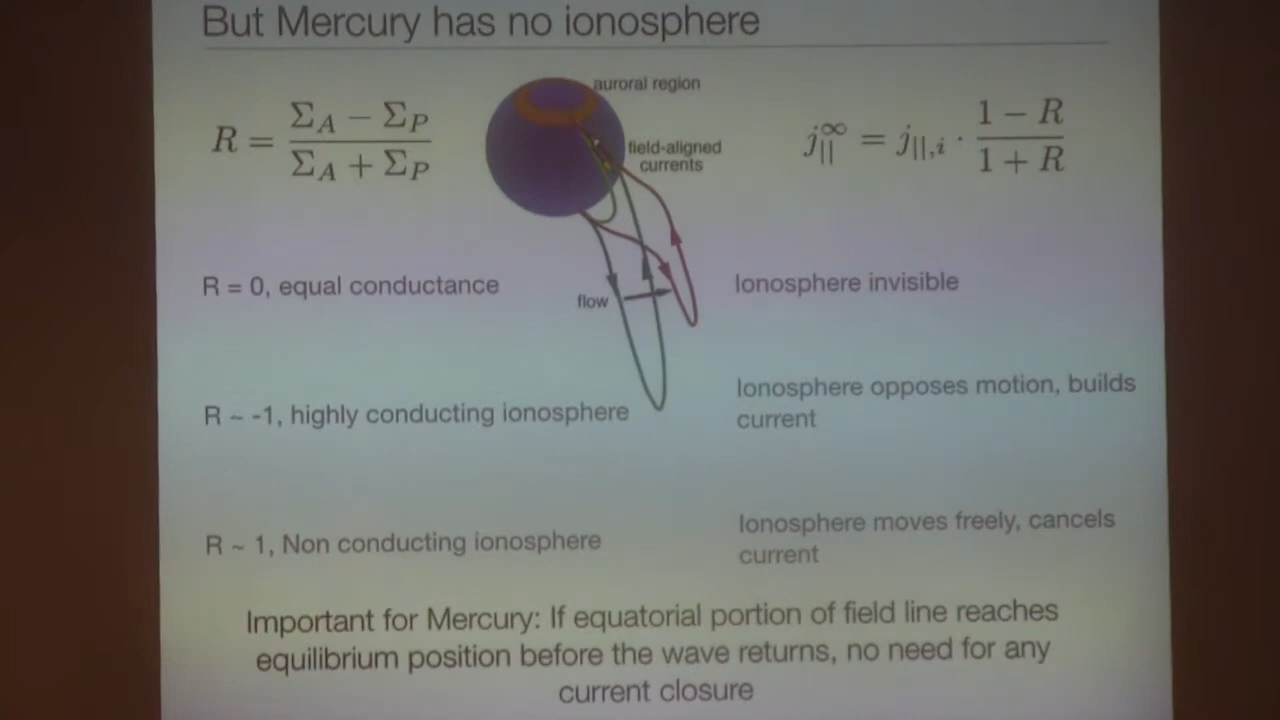 But Mercury has no ionosphere
auroral region
R = \frac{Σ_A − Σ_P}{Σ_A + Σ_P}
field-aligned
currents
j_{||}^{∞} = j_{||,i} · \frac{1 − R}{1 + R}
R = 0, equal conductance
flow
Ionosphere invisible
R ~ -1, highly conducting ionosphere
Ionosphere opposes motion, builds
current
R ~ 1, Non conducting ionosphere
Ionosphere moves freely, cancels
current
Important for Mercury: If equatorial portion of field line reaches
equilibrium position before the wave returns, no need for any
current closure